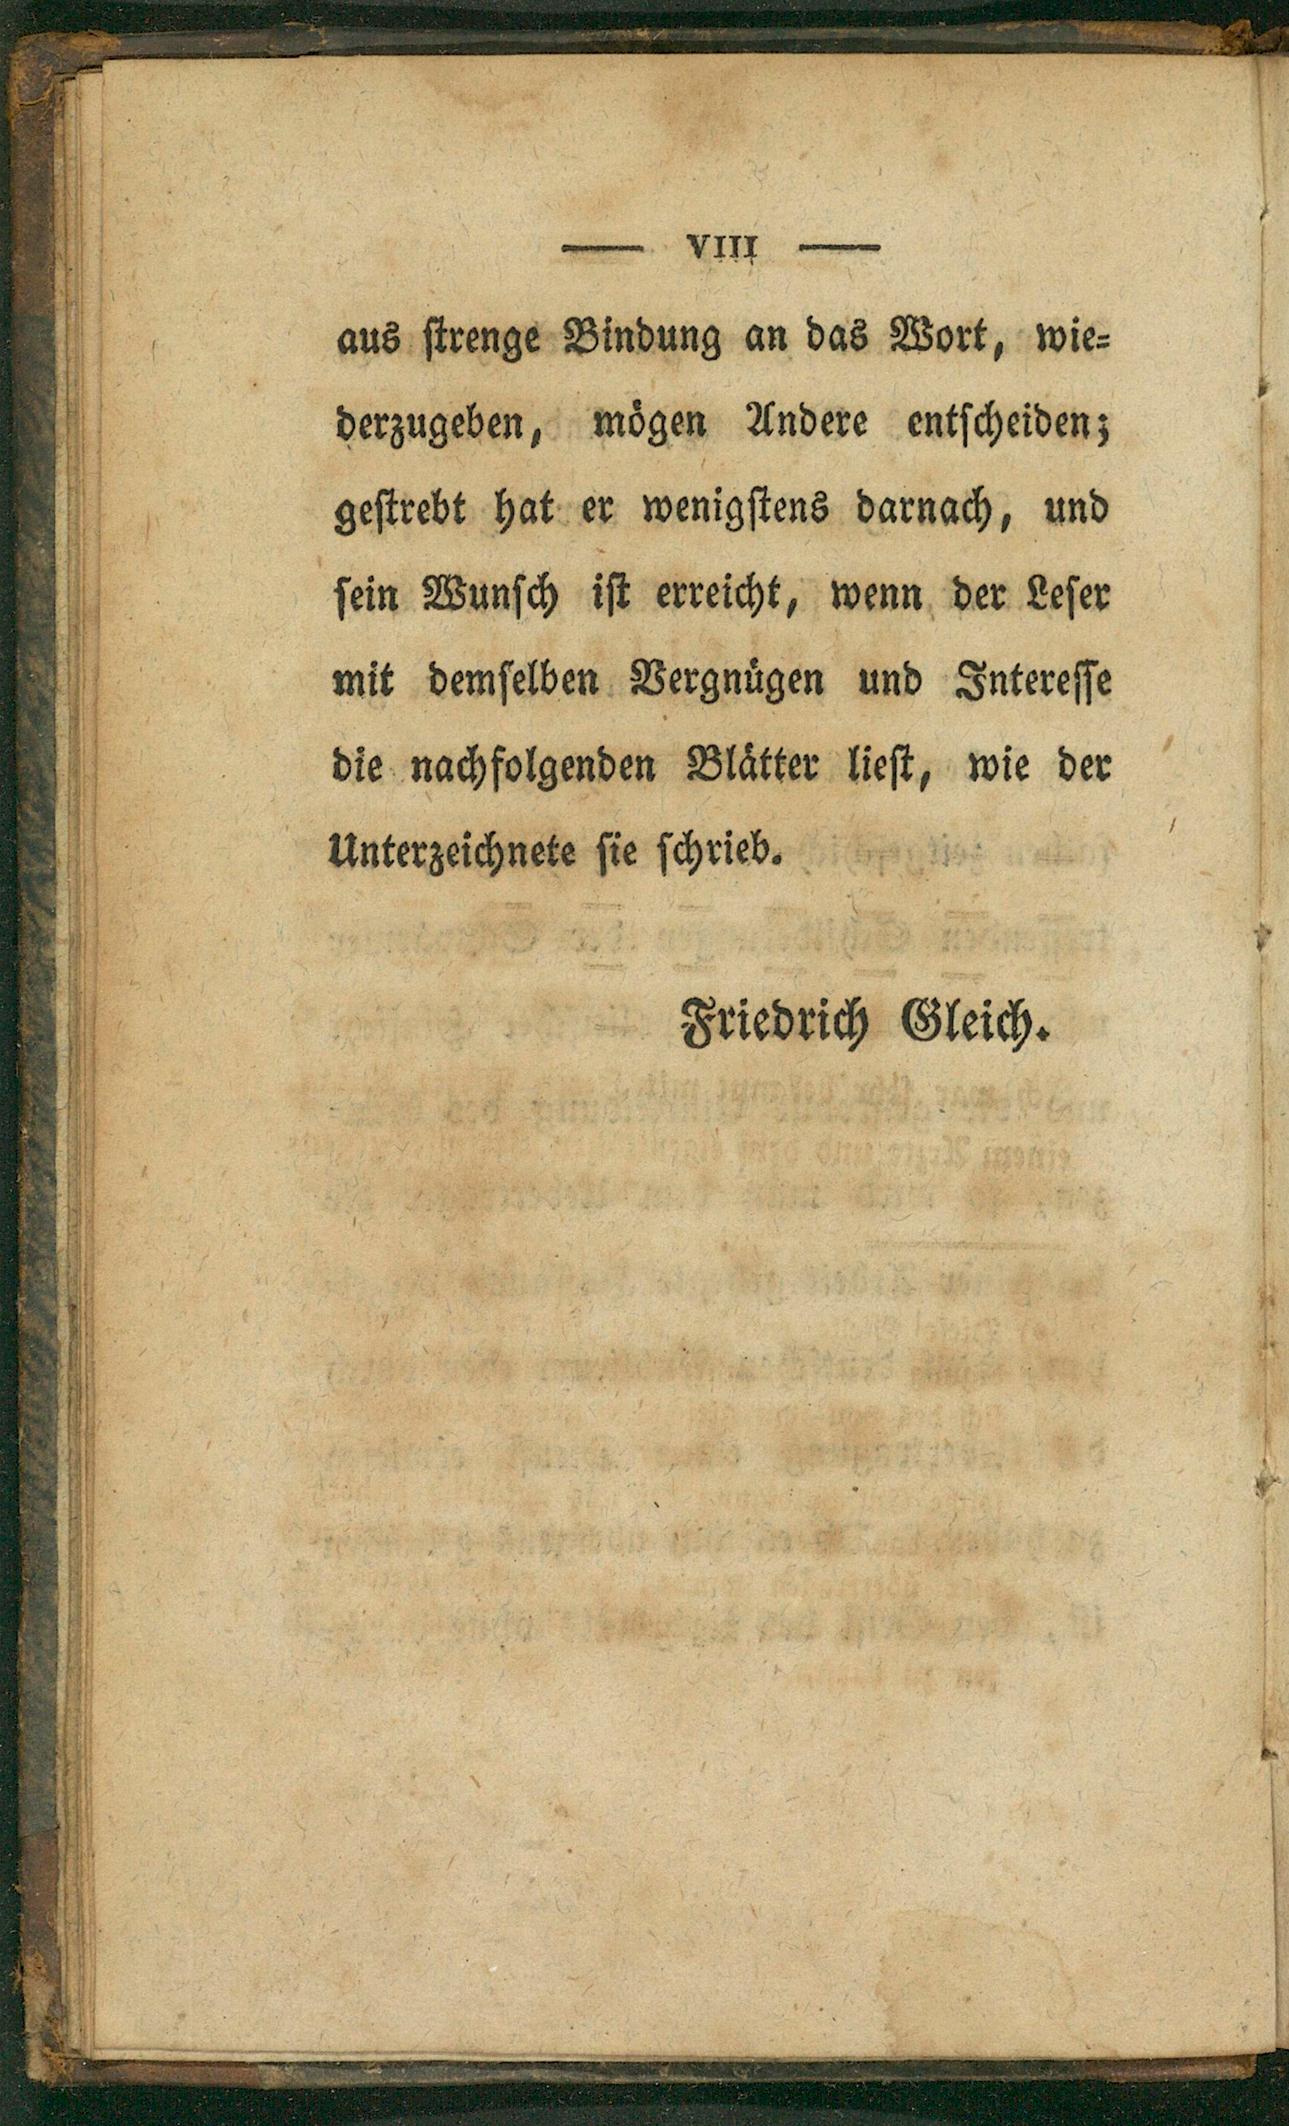 — VIII —
aus strenge Bindung an das Wort, wie-
derzugeben, mögen Andere entscheiden;
gestrebt hat er wenigstens darnach, und
sein Wunsch ist erreicht, wenn der Leser
mit demselben Vergnügen und Interesse
die nachfolgenden Blätter liest, wie der
Unterzeichnete sie schrieb.
Friedrich Gleich.